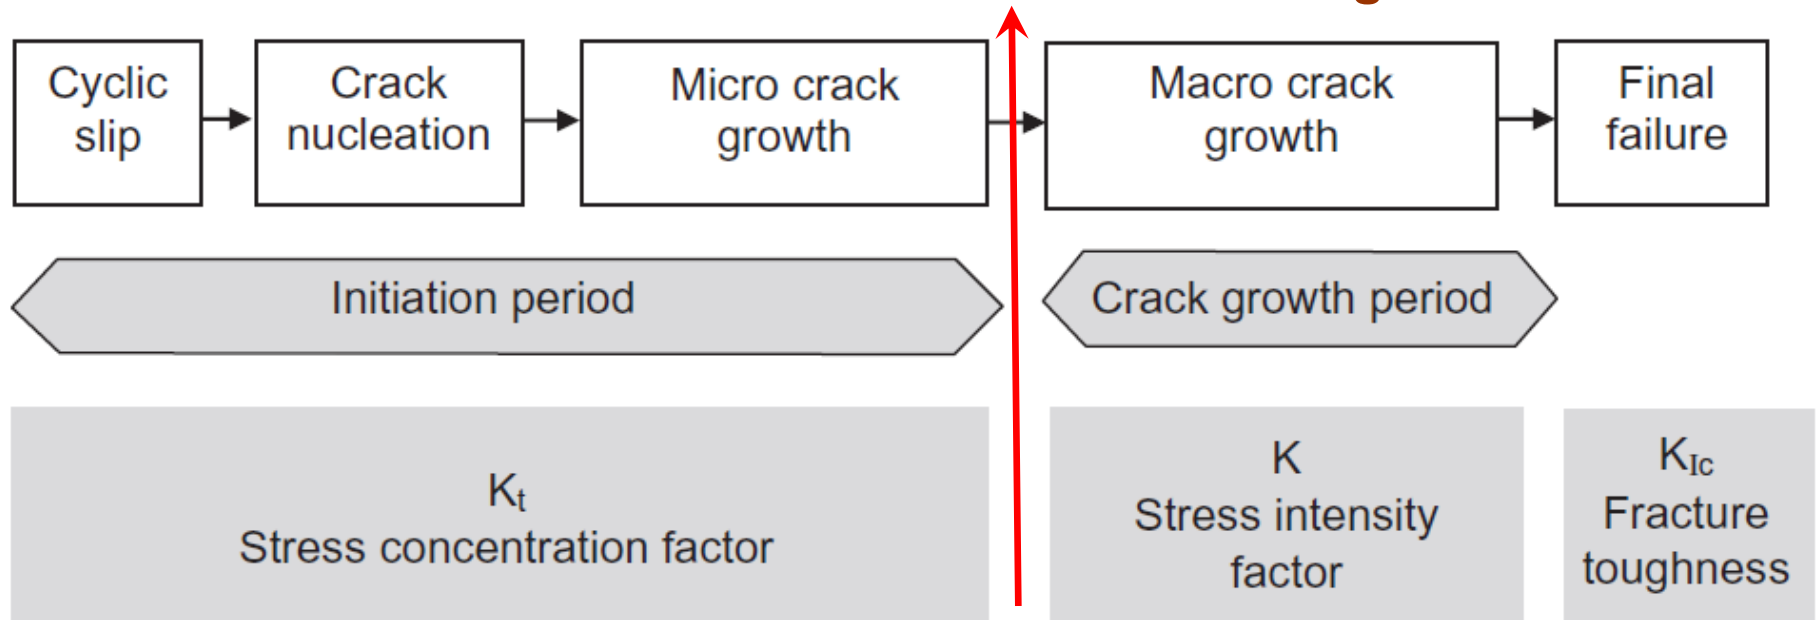 Cyclic
slip
Crack
nucleation
Micro crack
growth
Macro crack
growth
Final
failure
Initiation period
Crack growth period
Kt
Stress concentration factor
K
Stress intensity
factor
KIc
Fracture
toughness